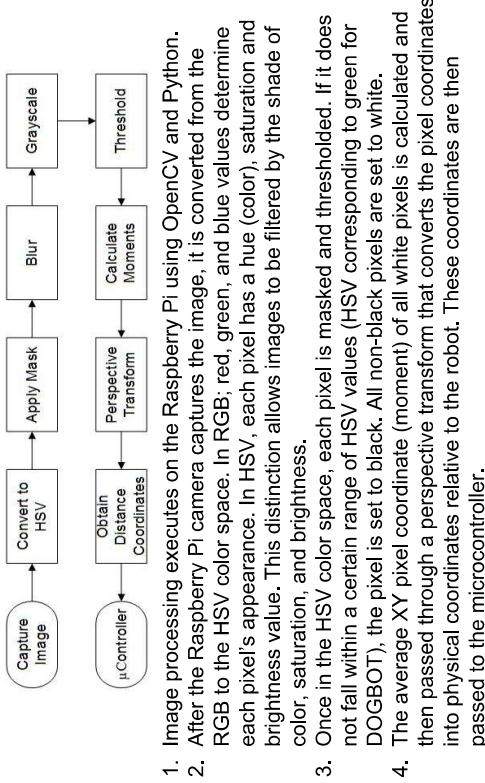 Capture
Image
Convert to
HSV
Apply Mask
Blur
Grayscale
Threshold
Calculate
Moments
Perspective
Transform
Obtain
Distance
Coordinates
μController
1. Image processing executes on the Raspberry Pi using OpenCV and Python.
2. After the Raspberry Pi camera captures the image, it is converted from the
RGB to the HSV color space. In RGB; red, green, and blue values determine
each pixel's appearance. In HSV, each pixel has a hue (color), saturation and
brightness value. This distinction allows images to be filtered by the shade of
color, saturation, and brightness.
3. Once in the HSV color space, each pixel is masked and thresholded. If it does
not fall within a certain range of HSV values (HSV corresponding to green for
DOGBOT), the pixel is set to black. All non-black pixels are set to white.
4. The average XY pixel coordinate (moment) of all white pixels is calculated and
then passed through a perspective transform that converts the pixel coordinates
into physical coordinates relative to the robot. These coordinates are then
passed to the microcontroller.